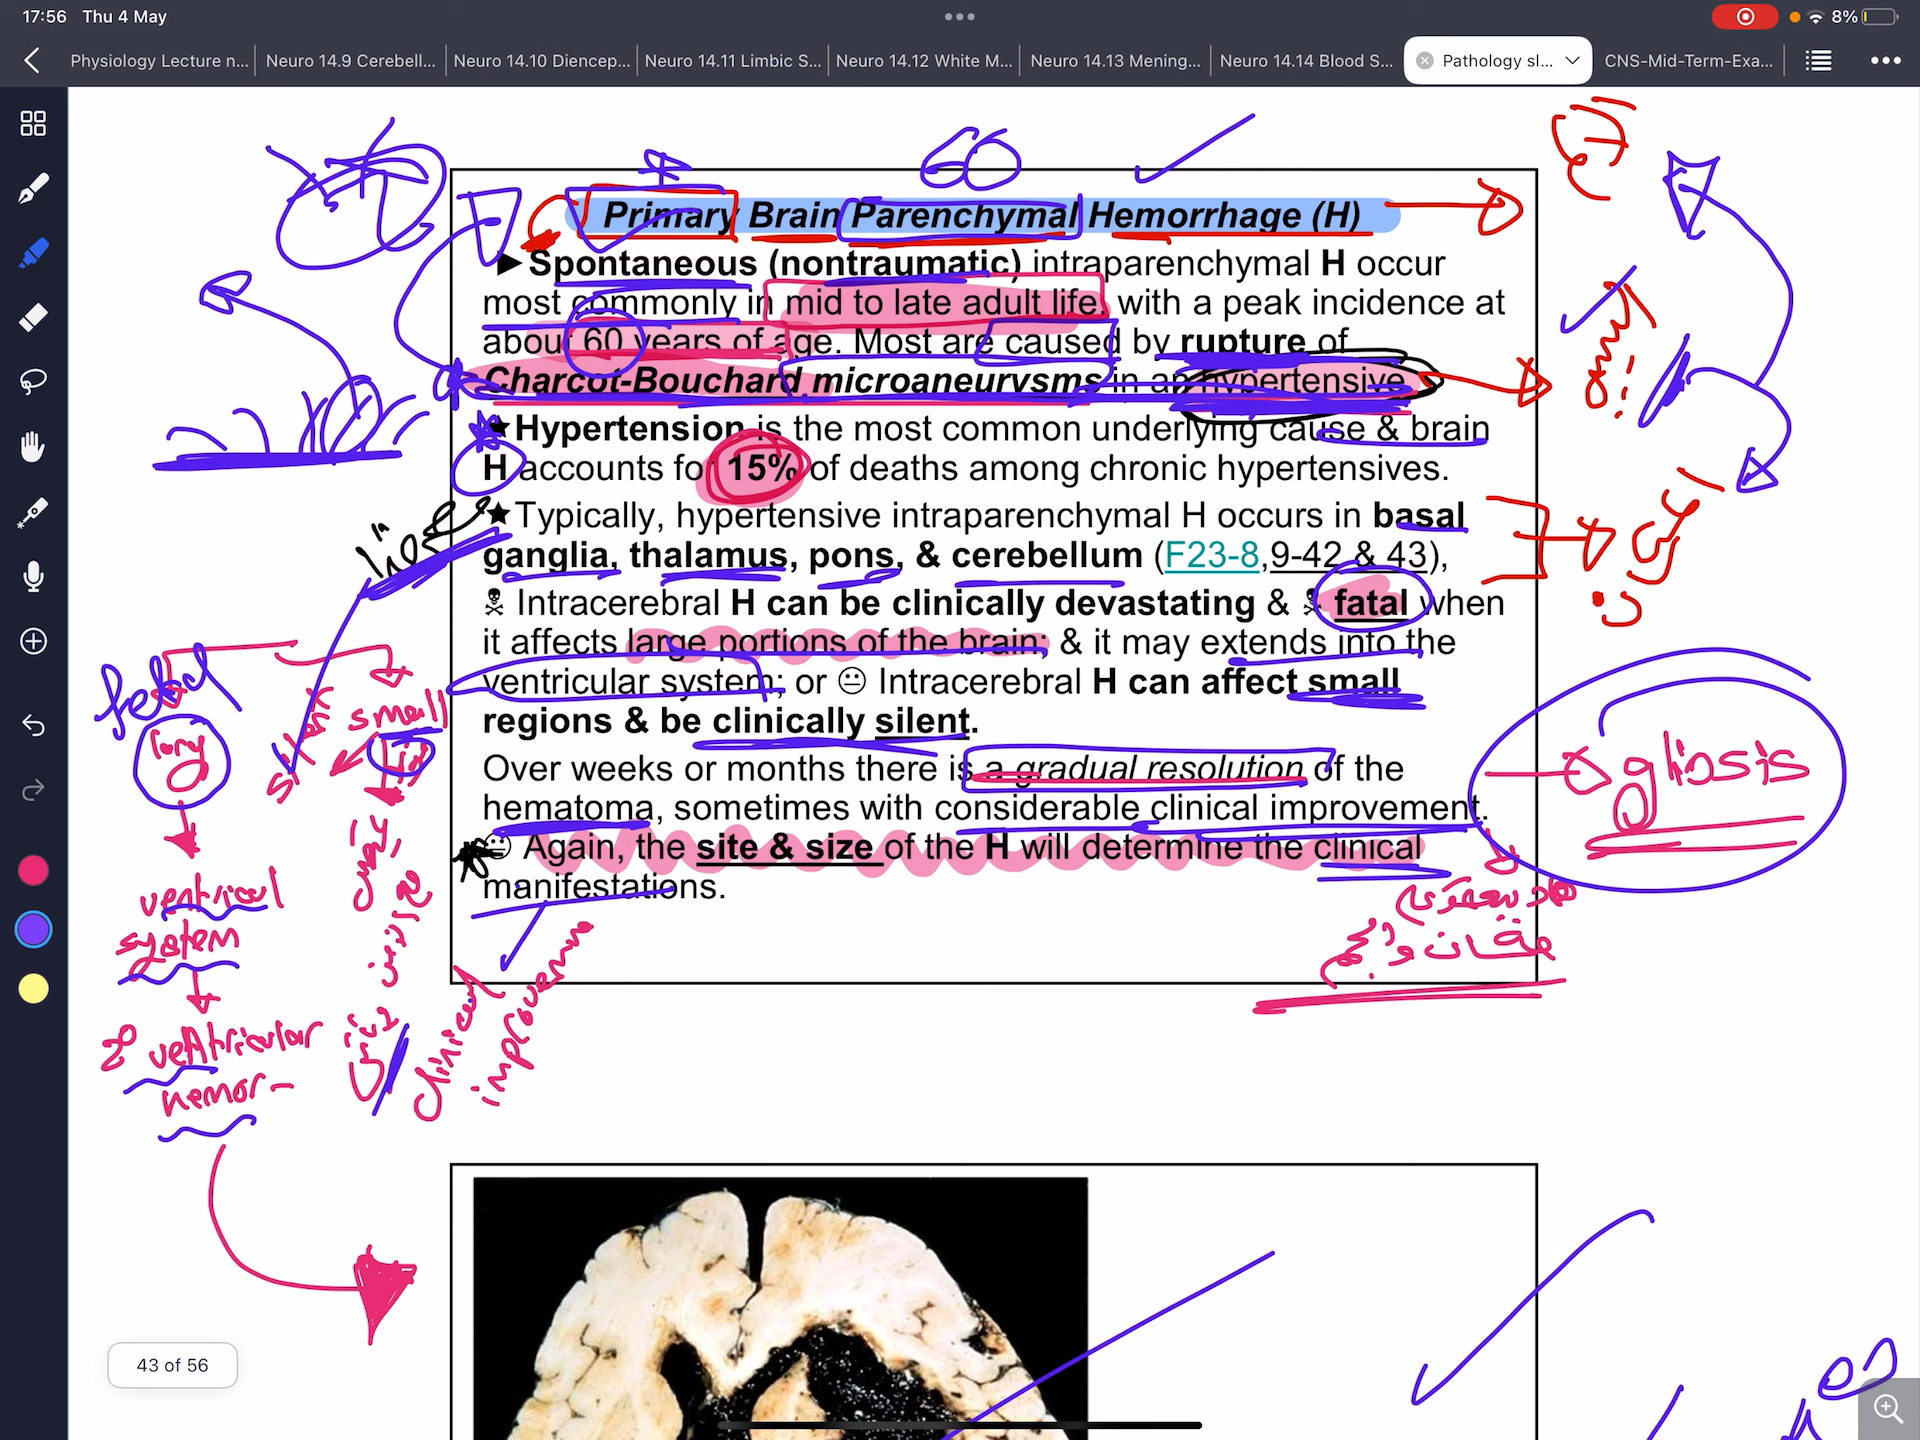 17:56 Thu 4 May
8%
Physiology Lecture n...
Neuro 14.9 Cerebell...
Neuro 14.10 Diencep...
Neuro 14.11 Limbic S...
Neuro 14.12 White M...
Neuro 14.13 Mening...
Neuro 14.14 Blood S...
Pathology sl...
CNS-Mid-Term-Exa...
60
Primary Brain Parenchymal Hemorrhage (H)
►Spontaneous (nontraumatic) intraparenchymal H occur
most commonly in mid to late adult life, with a peak incidence at
about 60 years of age. Most are caused by rupture of
Charcot-Bouchard microaneurysms in an hypertensive
★Hypertension is the most common underlying cause & brain
H accounts for 15% of deaths among chronic hypertensives.
★Typically, hypertensive intraparenchymal H occurs in basal
ganglia, thalamus, pons, & cerebellum (F23-8,9-42 & 43),
☠ Intracerebral H can be clinically devastating & ☠ fatal when
it affects large portions of the brain; & it may extends into the
ventricular system; or 😐 Intracerebral H can affect small
regions & be clinically silent.
Over weeks or months there is a gradual resolution of the
hematoma, sometimes with considerable clinical improvement.
😐 Again, the site & size of the H will determine the clinical
manifestations.
small
silent
gliosis
ventrical
system
2° ventricular
hemor-
clinical
improveme
43 of 56